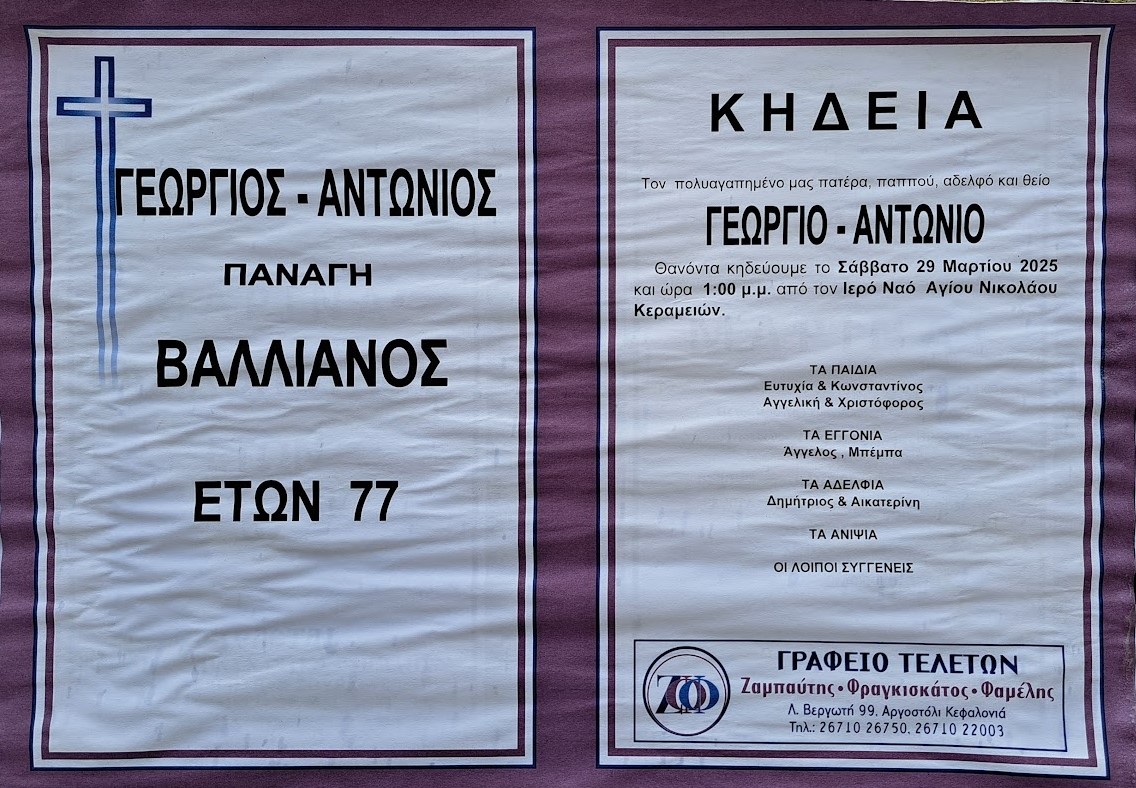 ΓΕΩΡΓΙΟΣ - ΑΝΤΩΝΙΟΣ
ΠΑΝΑΓΗ
ΒΑΛΛΙΑΝΟΣ
ΕΤΩΝ 77
ΚΗΔΕΙΑ
Τον πολυαγαπημένο μας πατέρα, παππού, αδελφό και θείο
ΓΕΩΡΓΙΟ - ΑΝΤΩΝΙΟ
Θανόντα κηδεύουμε το Σάββατο 29 Μαρτίου 2025
και ώρα 1:00 μ.μ. από τον Ιερό Ναό Αγίου Νικολάου
Κεραμειών.
ΤΑ ΠΑΙΔΙΑ
Ευτυχία & Κωνσταντίνος
Αγγελική & Χριστόφορος
ΤΑ ΕΓΓΟΝΙΑ
Άγγελος , Μπέμπα
ΤΑ ΑΔΕΛΦΙΑ
Δημήτριος & Αικατερίνη
ΤΑ ΑΝΙΨΙΑ
ΟΙ ΛΟΙΠΟΙ ΣΥΓΓΕΝΕΙΣ
ΖΦΦ
ΓΡΑΦΕΙΟ ΤΕΛΕΤΩΝ
Ζαμπαύτης • Φραγκισκάτος • Φαμέλης
Λ. Βεργωτή 99, Αργοστόλι Κεφαλονιά
Τηλ.: 26710 26750, 26710 22003